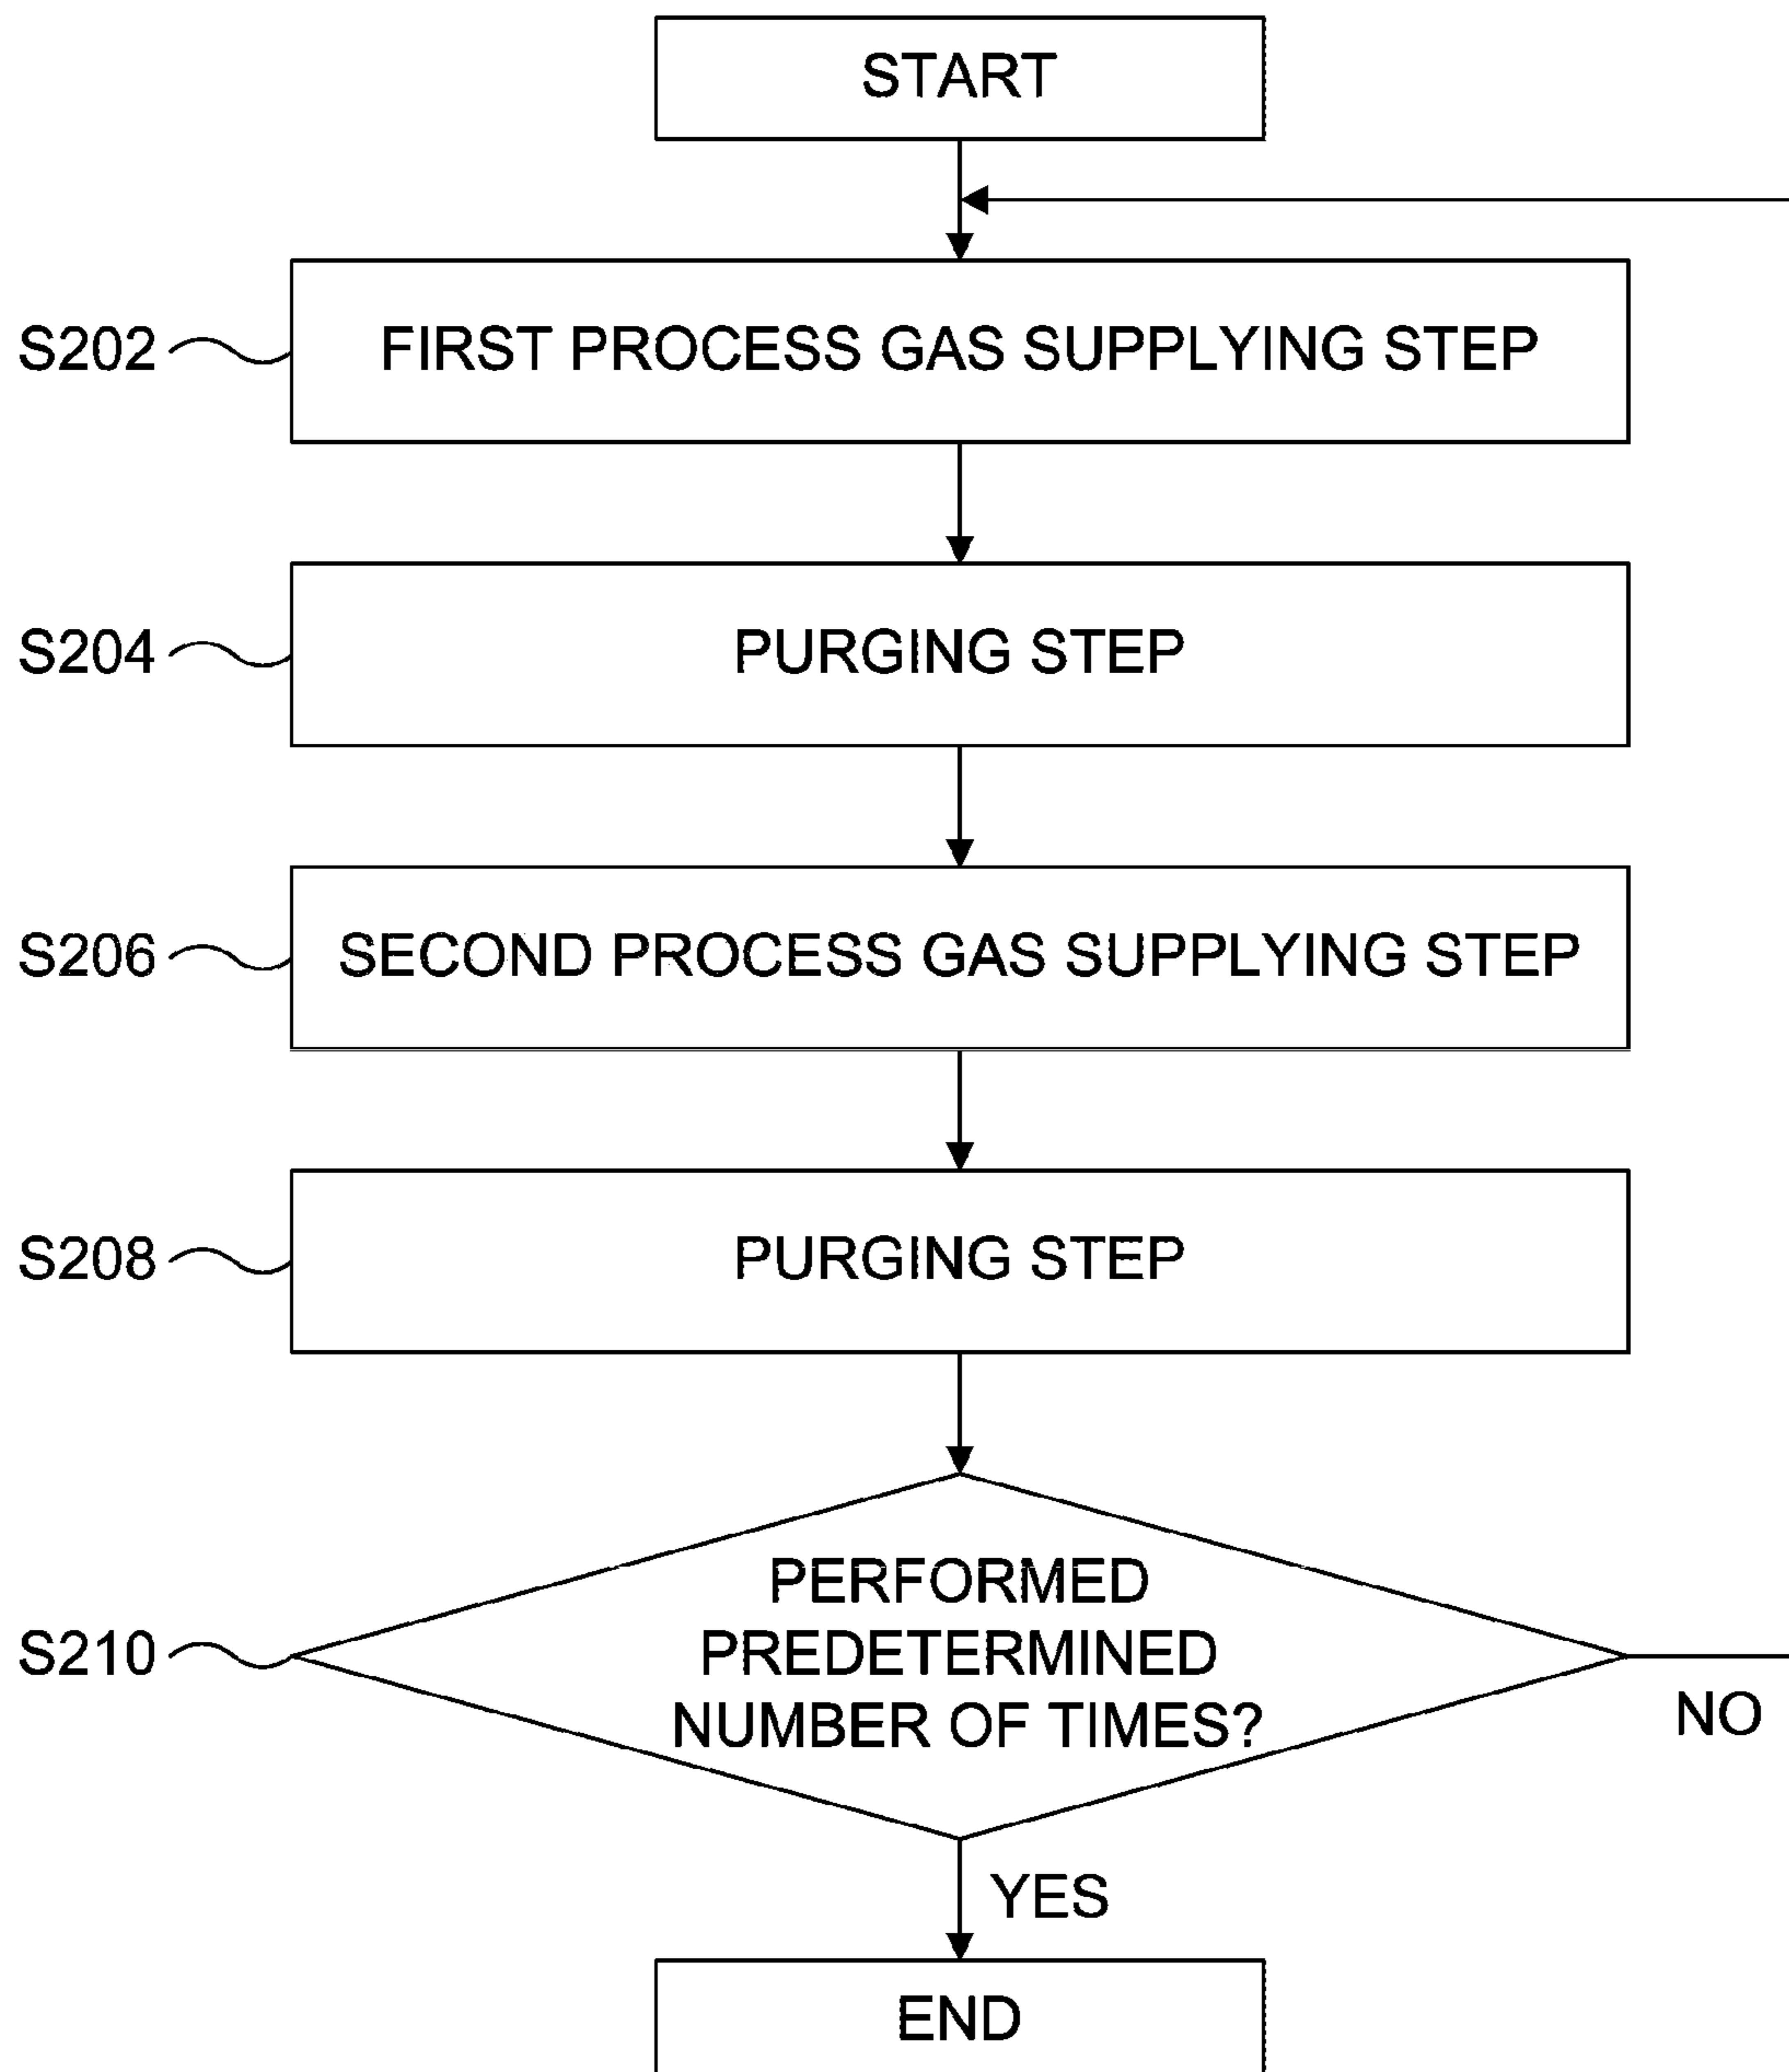 START
S202
FIRST PROCESS GAS SUPPLYING STEP
S204
PURGING STEP
S206
SECOND PROCESS GAS SUPPLYING STEP
S208
PURGING STEP
S210
PERFORMED
PREDETERMINED
NUMBER OF TIMES?
NO
YES
END